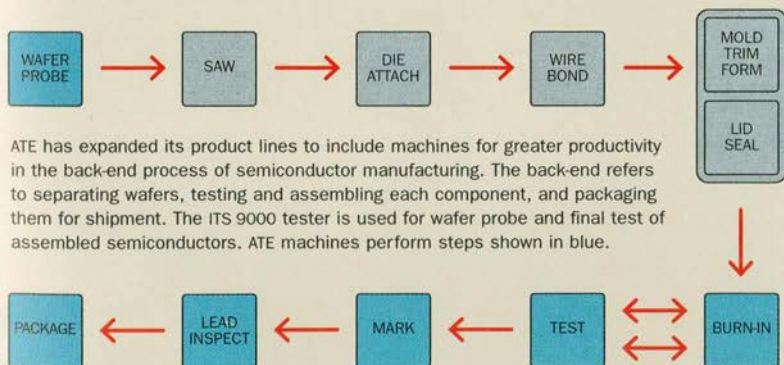 WAFER
PROBE
SAW
DIE
ATTACH
WIRE
BOND
MOLD
TRIM
FORM
LID
SEAL
ATE has expanded its product lines to include machines for greater productivity
in the back-end process of semiconductor manufacturing. The back-end refers
to separating wafers, testing and assembling each component, and packaging
them for shipment. The ITS 9000 tester is used for wafer probe and final test of
assembled semiconductors. ATE machines perform steps shown in blue.
PACKAGE
LEAD
INSPECT
MARK
TEST
BURN-IN